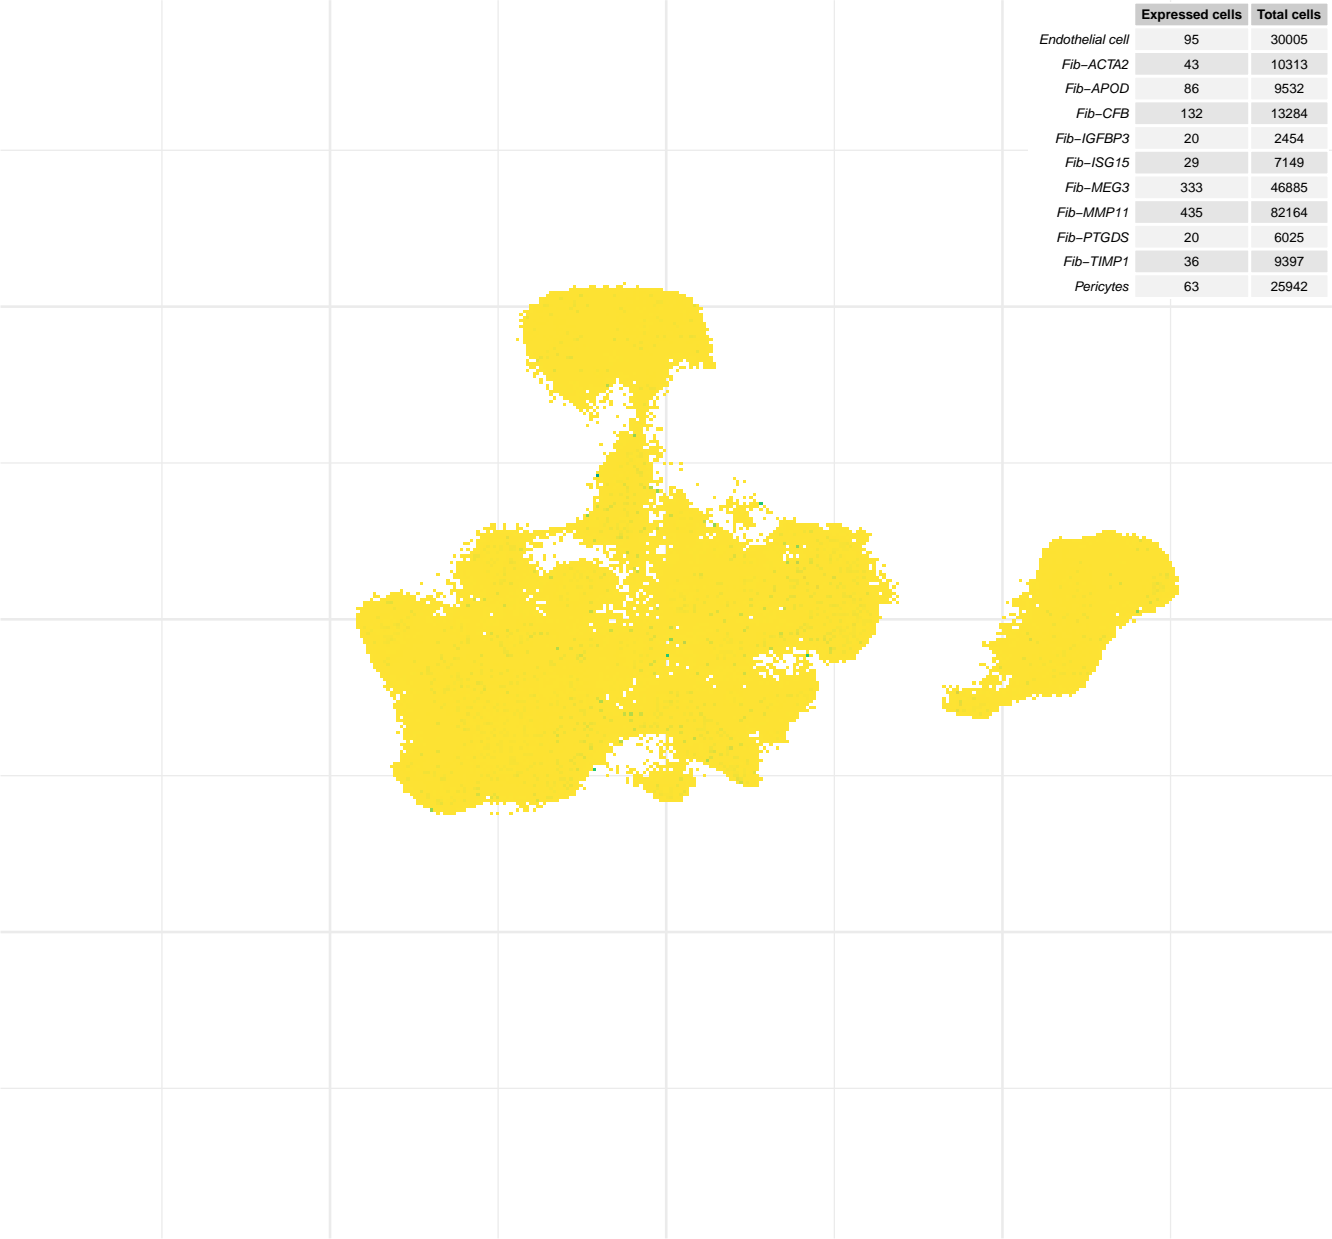 Expressed cells Total cells
Endothelial cell 95 30005
Fib−ACTA2 43 10313
Fib−APOD 86 9532
Fib−CFB 132 13284
Fib−IGFBP3 20 2454
Fib−ISG15 29 7149
Fib−MEG3 333 46885
Fib−MMP11 435 82164
Fib−PTGDS 20 6025
Fib−TIMP1 36 9397
Pericytes 63 25942